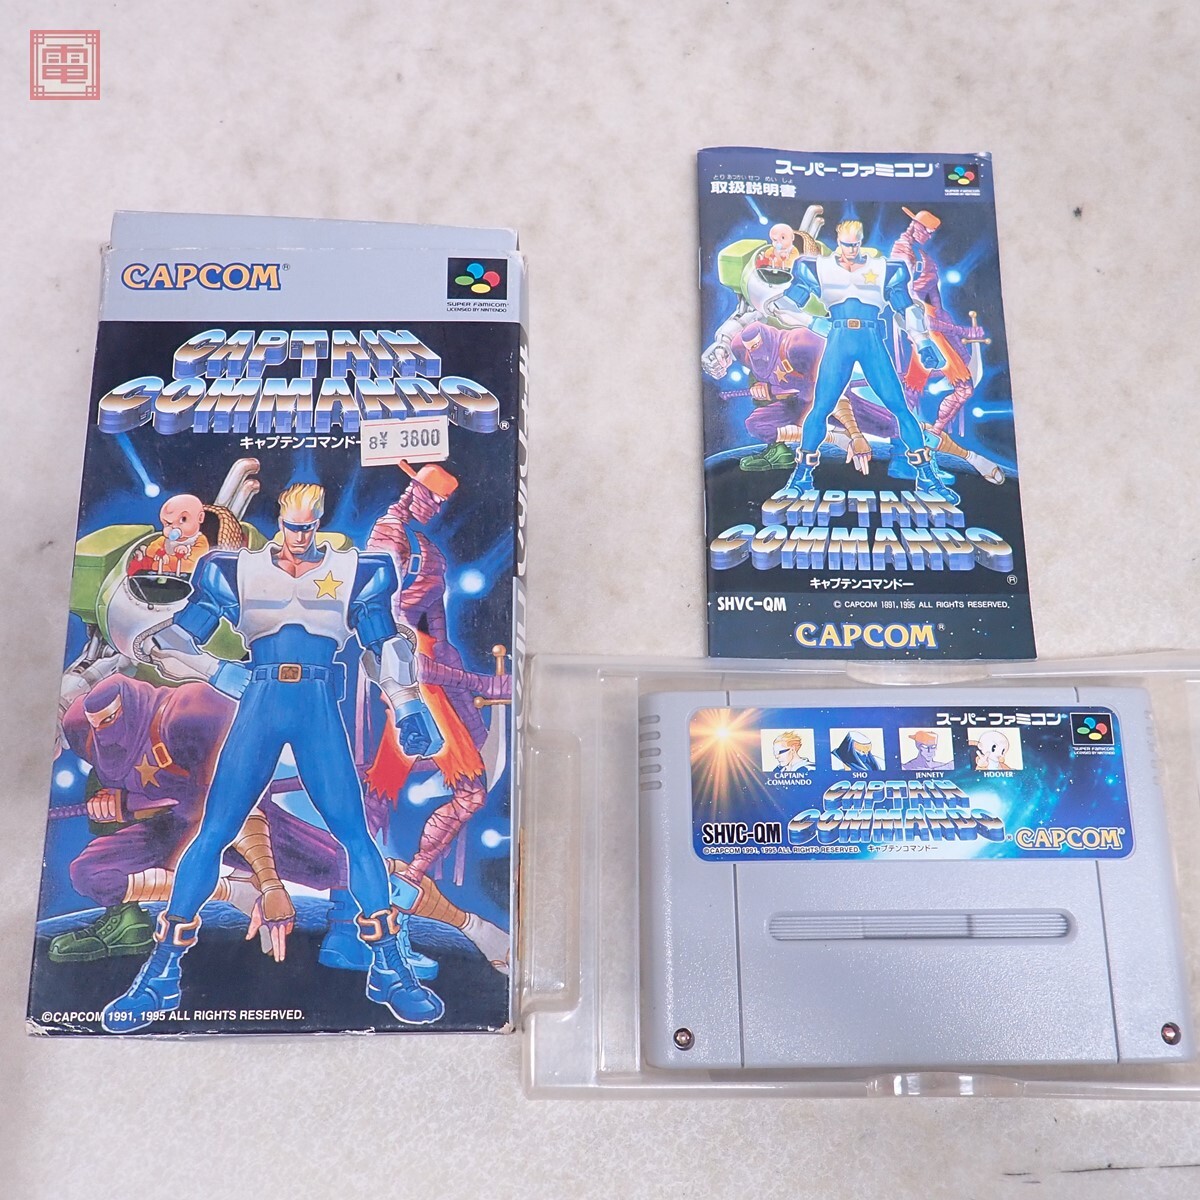 電
CAPCOM®
SUPER FAMICOM
LICENSED BY NINTENDO
CAPTAIN
COMMANDO®
キャプテンコマンドー
8 ¥ 3800
©CAPCOM 1991, 1995 ALL RIGHTS RESERVED.
スーパーファミコン
とりあつかいせつめいしょ
取扱説明書
SUPER FAMICOM
LICENSED BY NINTENDO
CAPTAIN
COMMANDO®
キャプテンコマンドー
SHVC-QM
© CAPCOM 1991,1995 ALL RIGHTS RESERVED.
CAPCOM®
スーパーファミコン
SUPER FAMICOM
LICENSED BY NINTENDO
CAPTAIN COMMANDO
SHO
JENNETY
HOOVER
CAPTAIN
COMMANDO®
SHVC-QM
CAPCOM®
©CAPCOM 1991, 1995 ALL RIGHTS RESERVED. キャプテンコマンドー